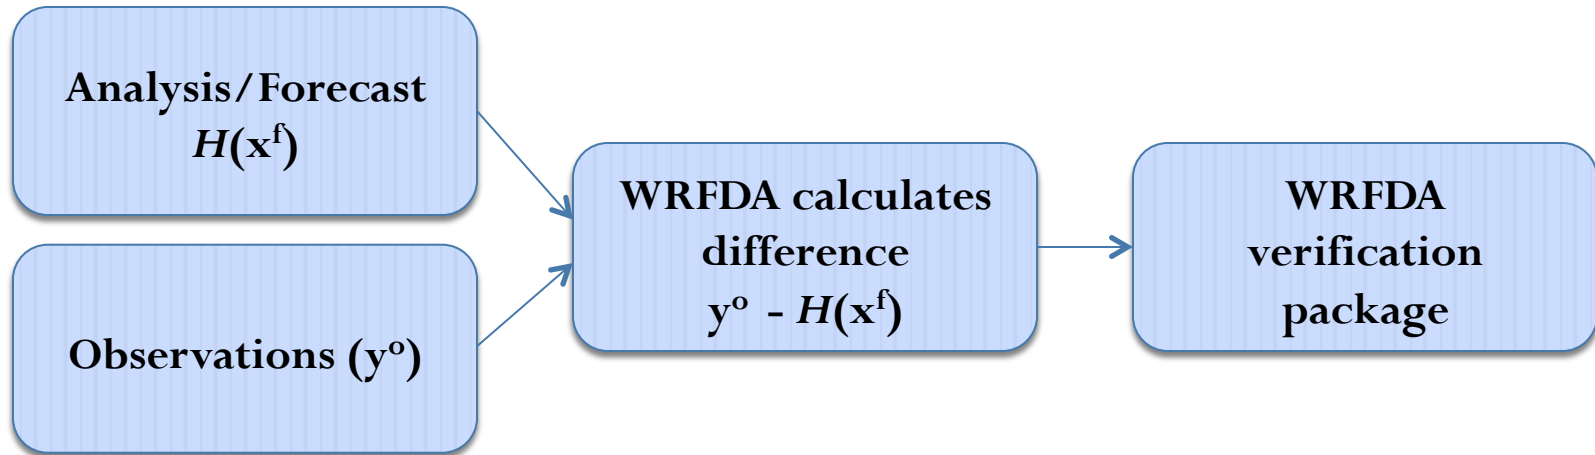 Analysis/Forecast
H(xᶠ)
Observations (yᵒ)
WRFDA calculates
difference
yᵒ - H(xᶠ)
WRFDA
verification
package